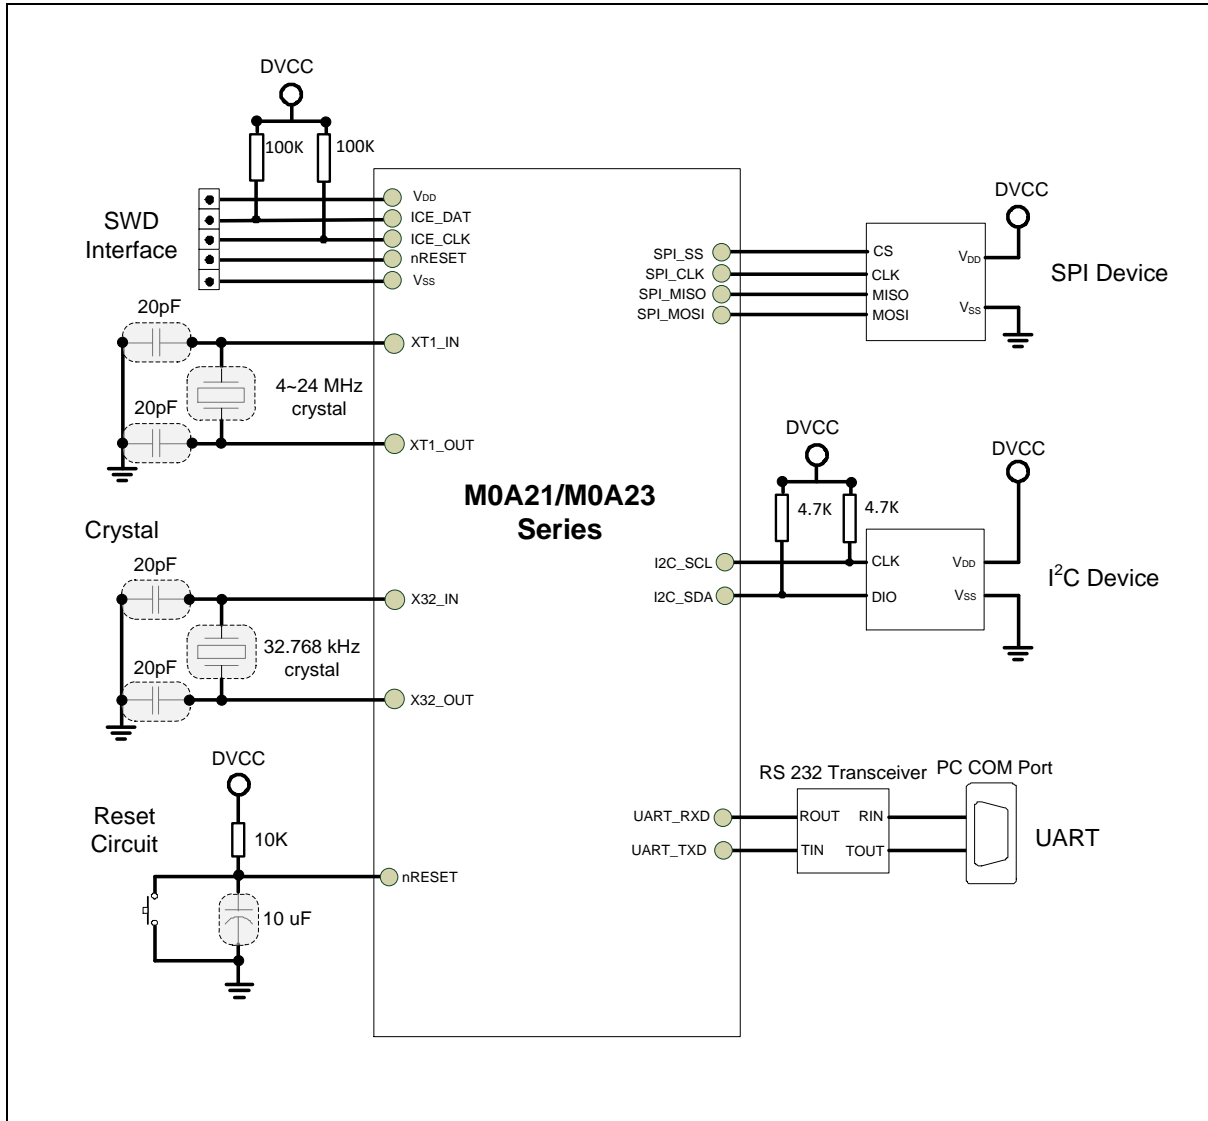 DVCC
100K
100K
SWD
Interface
VDD
ICE_DAT
ICE_CLK
nRESET
VSS
20pF
XT1_IN
4~24 MHz
crystal
20pF
XT1_OUT
Crystal
20pF
X32_IN
32.768 kHz
crystal
20pF
X32_OUT
DVCC
Reset
Circuit
10K
nRESET
10 uF
M0A21/M0A23
Series
DVCC
SPI_SS
SPI_CLK
SPI_MISO
SPI_MOSI
CS
CLK
MISO
MOSI
VDD
VSS
SPI Device
DVCC
DVCC
4.7K
4.7K
I2C_SCL
I2C_SDA
CLK
DIO
VDD
VSS
I²C Device
RS 232 Transceiver
PC COM Port
UART_RXD
UART_TXD
ROUT
RIN
TIN
TOUT
UART